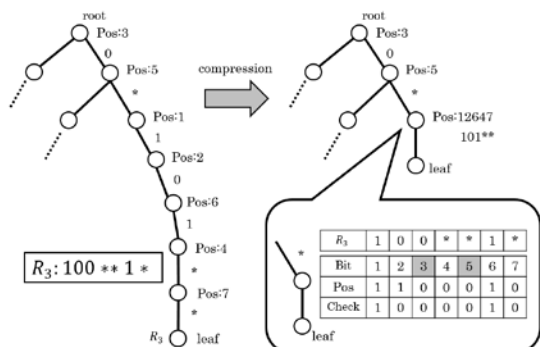 root
Pos:3
0
Pos:5
*
Pos:1
1
Pos:2
0
Pos:6
1
Pos:4
*
Pos:7
*
R₃ leaf
R₃: 100 ** 1 *
compression
root
Pos:3
0
Pos:5
*
Pos:12647
101**
leaf
*
leaf
R₃ 1 0 0 * * 1 *
Bit 1 2 3 4 5 6 7
Pos 1 1 0 0 0 1 0
Check 1 0 0 0 0 1 0